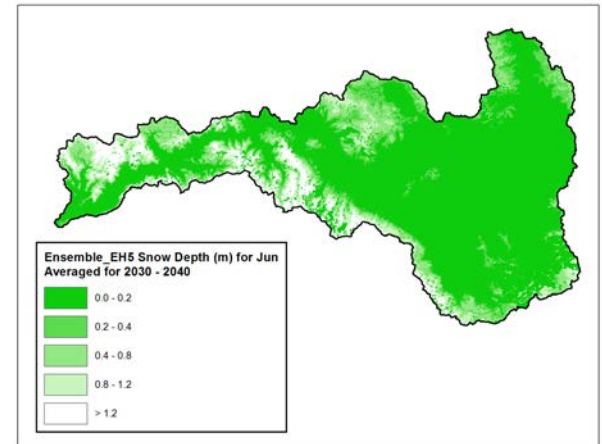 Ensemble_EH5 Snow Depth (m) for Jun
Averaged for 2030 - 2040
0.0 - 0.2
0.2 - 0.4
0.4 - 0.8
0.8 - 1.2
> 1.2